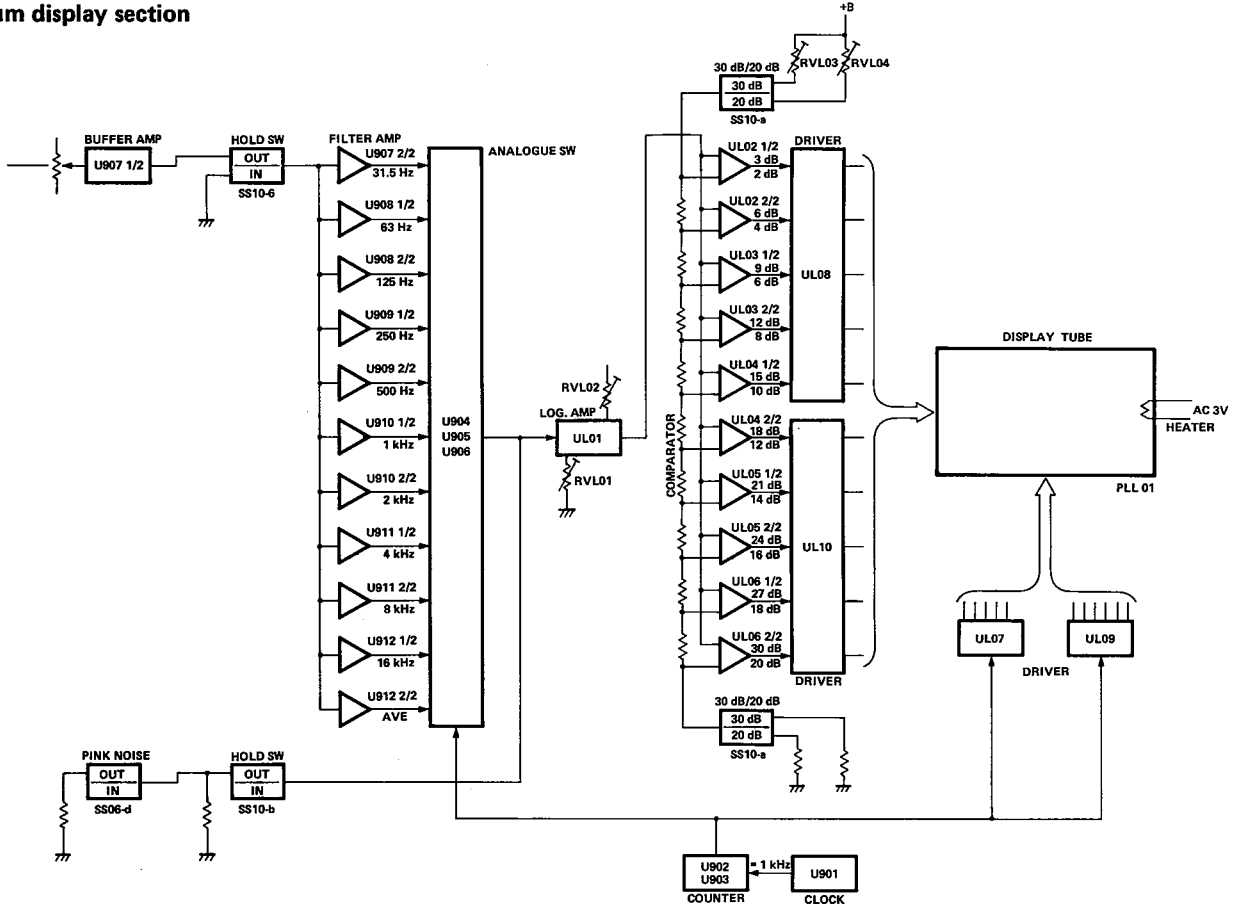 um display section
+B
RVL03
RVL04
30 dB/20 dB
30 dB
20 dB
SS10-a
BUFFER AMP
U907 1/2
HOLD SW
OUT
IN
SS10-6
FILTER AMP
U907 2/2
31.5 Hz
U908 1/2
63 Hz
U908 2/2
125 Hz
U909 1/2
250 Hz
U909 2/2
500 Hz
U910 1/2
1 kHz
U910 2/2
2 kHz
U911 1/2
4 kHz
U911 2/2
8 kHz
U912 1/2
16 kHz
U912 2/2
AVE
ANALOGUE SW
U904
U905
U906
RVL02
LOG. AMP
UL01
RVL01
COMPARATOR
UL02 1/2
3 dB
2 dB
UL02 2/2
6 dB
4 dB
UL03 1/2
9 dB
6 dB
UL03 2/2
12 dB
8 dB
UL04 1/2
15 dB
10 dB
UL04 2/2
18 dB
12 dB
UL05 1/2
21 dB
14 dB
UL05 2/2
24 dB
16 dB
UL06 1/2
27 dB
18 dB
UL06 2/2
30 dB
20 dB
DRIVER
UL08
UL10
DRIVER
30 dB/20 dB
30 dB
20 dB
SS10-a
DISPLAY TUBE
AC 3V
HEATER
PLL 01
UL07
UL09
DRIVER
PINK NOISE
OUT
IN
SS06-d
HOLD SW
OUT
IN
SS10-b
U902
U903
COUNTER
= 1 kHz
U901
CLOCK